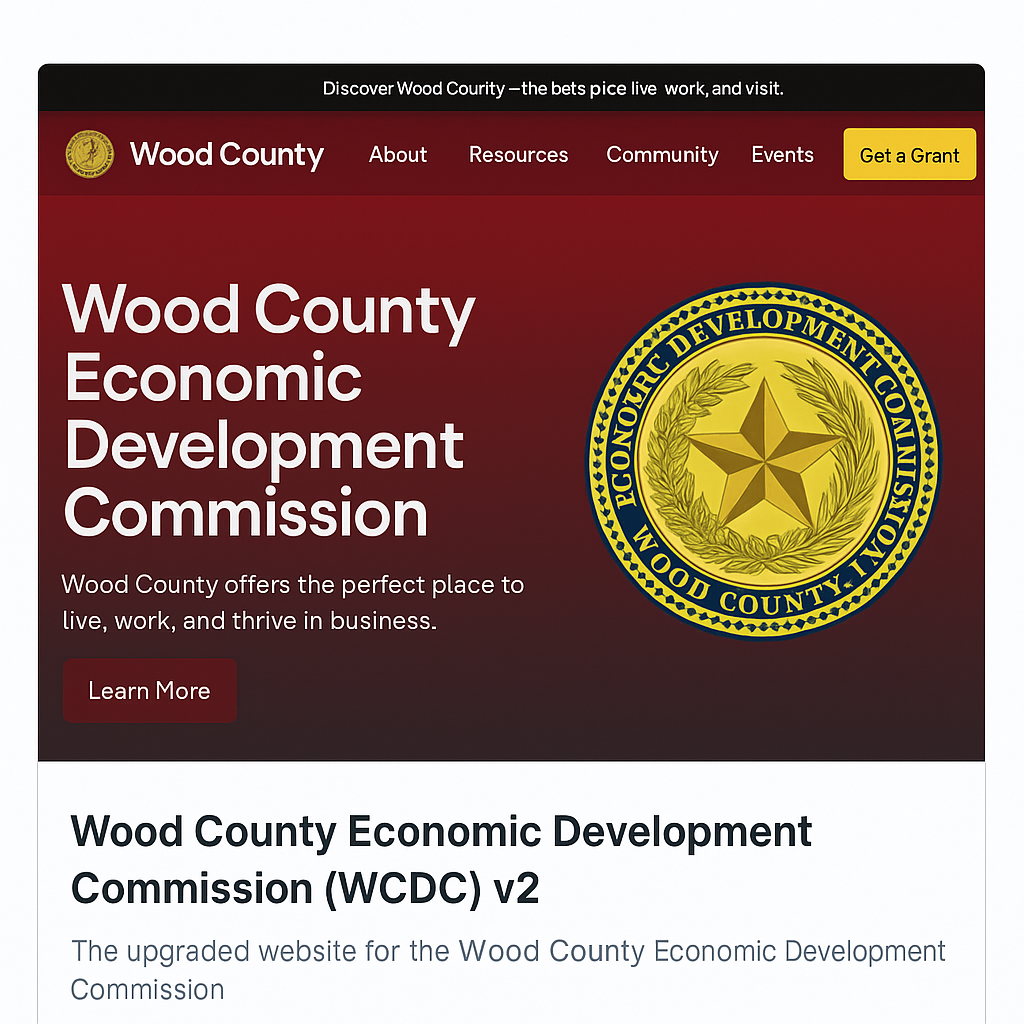 Discover Wood Courity —the bets pice live work, and visit.
Wood County
About
Resources
Community
Events
Get a Grant
Wood County
Economic
Development
Commission
Wood County offers the perfect place to
live, work, and thrive in business.
Learn More
DEVELOPMENT
WOOD COUNTY.
Wood County Economic Development
Commission (WCDC) v2
The upgraded website for the Wood County Economic Development
Commission